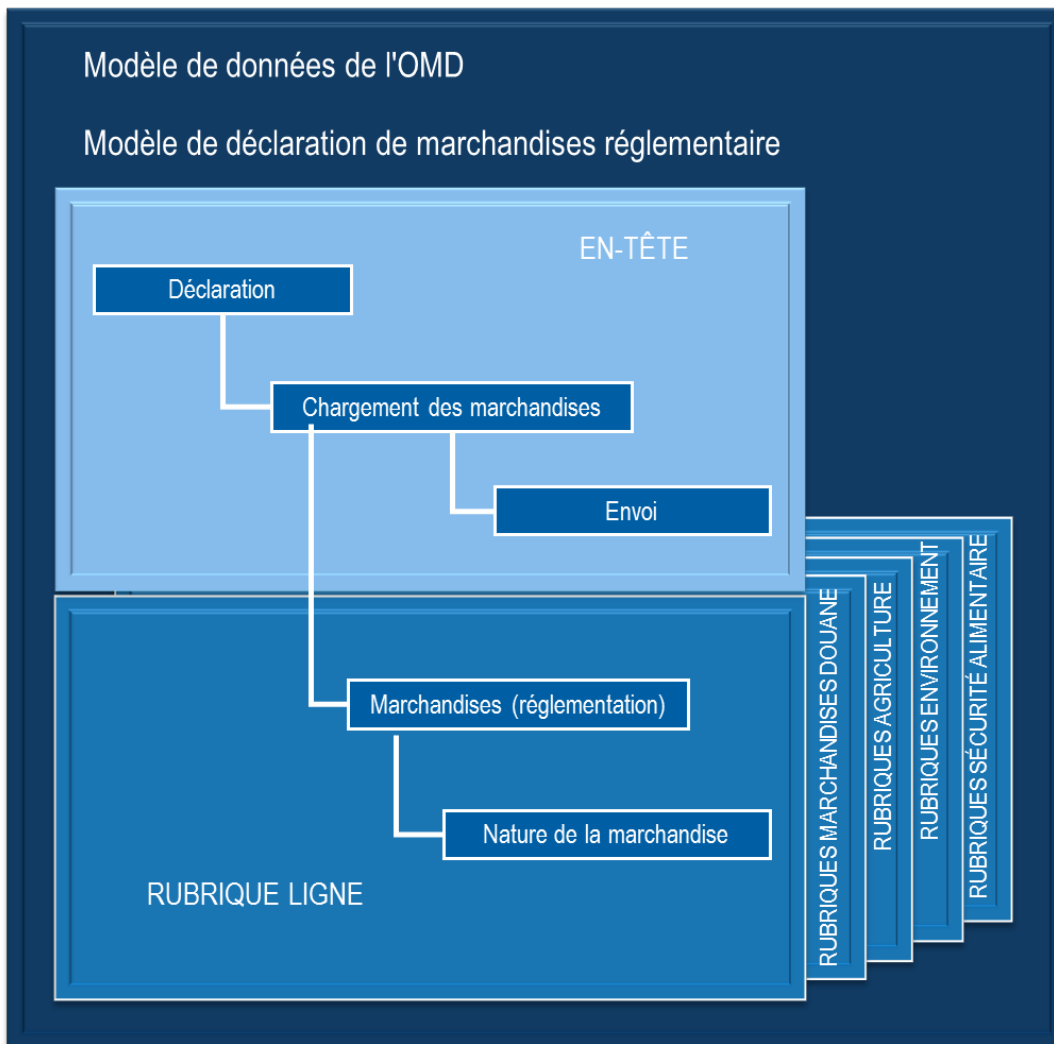 Modèle de données de l'OMD
Modèle de déclaration de marchandises réglementaire
EN-TÊTE
Déclaration
Chargement des marchandises
Envoi
Marchandises (réglementation)
Nature de la marchandise
RUBRIQUE LIGNE
RUBRIQUES MARCHANDISES DOUANE
RUBRIQUES AGRICULTURE
RUBRIQUES ENVIRONNEMENT
RUBRIQUES SÉCURITÉ ALIMENTAIRE